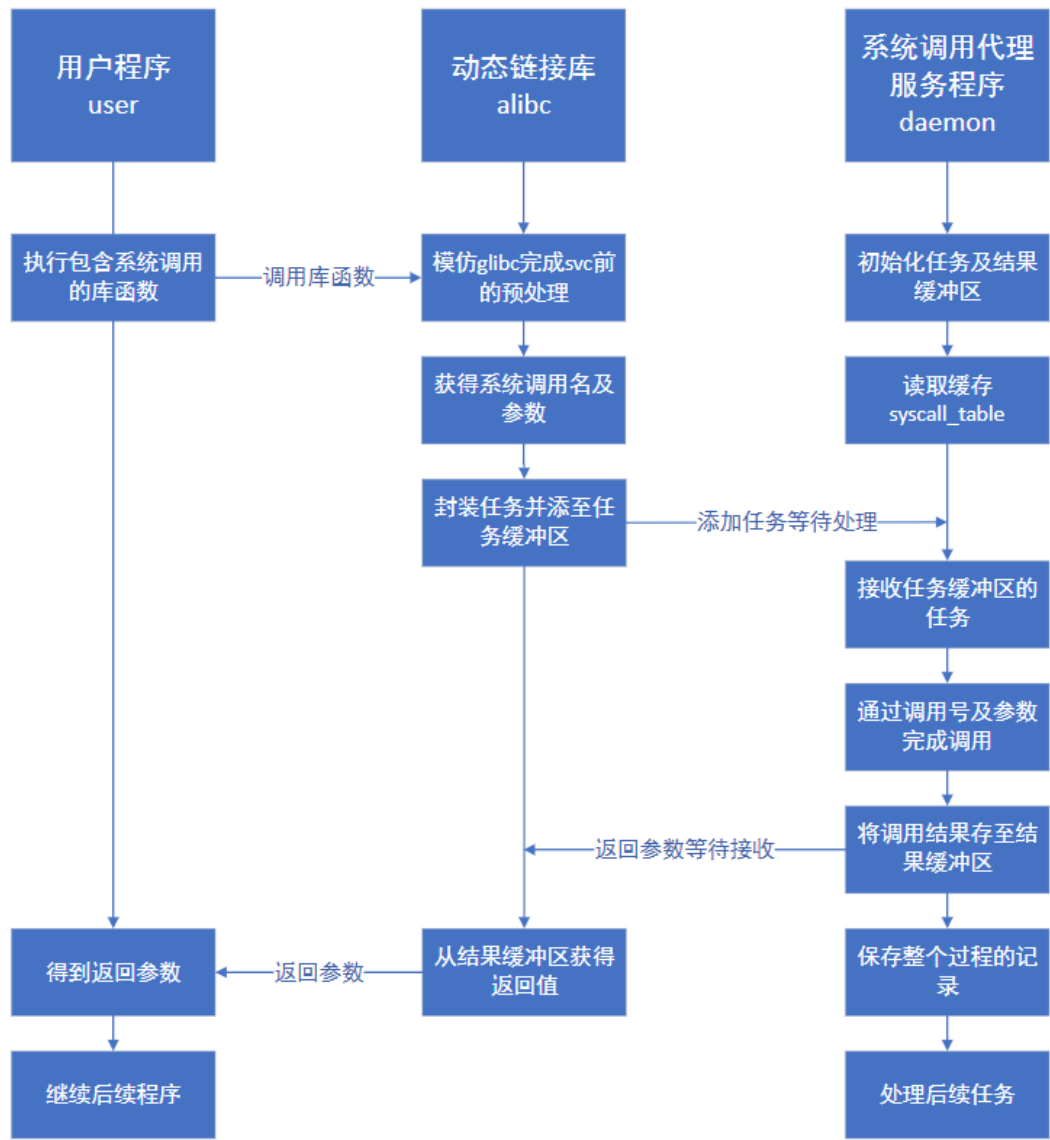 用户程序
user
动态链接库
alibc
系统调用代理
服务程序
daemon
执行包含系统调用
的库函数
调用库函数
模仿glibc完成svc前
的预处理
初始化任务及结果
缓冲区
获得系统调用名及
参数
读取缓存
syscall_table
封装任务并添至任
务缓冲区
添加任务等待处理
接收任务缓冲区的
任务
通过调用号及参数
完成调用
返回参数等待接收
将调用结果存至结
果缓冲区
得到返回参数
返回参数
从结果缓冲区获得
返回值
保存整个过程的记
录
继续后续程序
处理后续任务